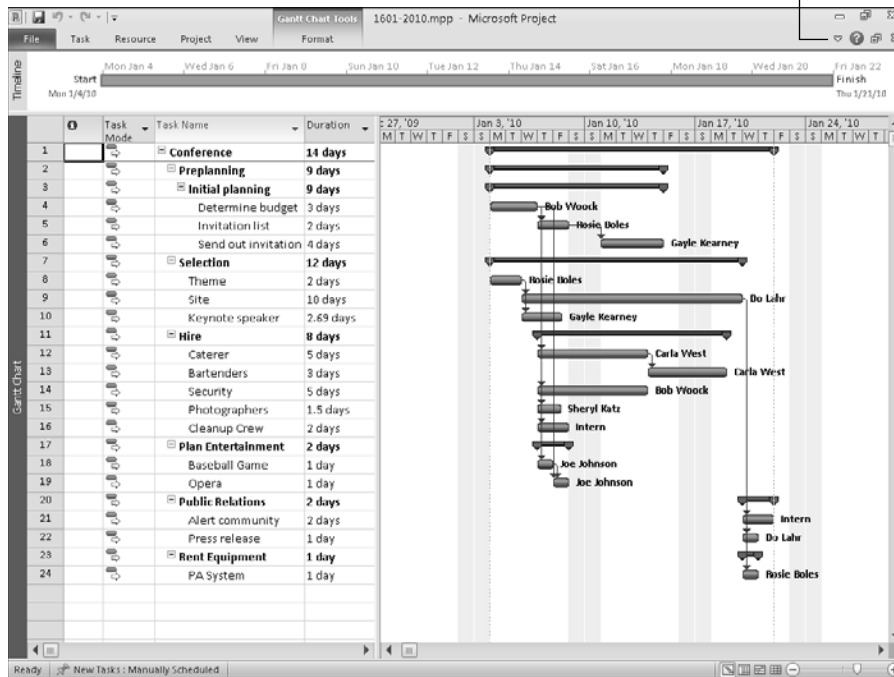 Gantt Chart Tools
1601-2010.mpp - Microsoft Project
File Task Resource Project View Format
Timeline
Mon Jan 4 Wed Jan 6 Fri Jan 0 Sun Jan 10 Tue Jan 12 Thu Jan 14 Sat Jan 16 Mon Jan 18 Wed Jan 20 Fri Jan 22
Start
Mon 1/4/10
Finish
Thu 1/21/10
Task Mode Task Name Duration
27, '09 Jan 3, '10 Jan 10, '10 Jan 17, '10 Jan 24, '10
M T W T F S S M T W T F S S M T W T F S S M T W T F S S M T W T
1 Conference 14 days
2 Preplanning 9 days
3 Initial planning 9 days
4 Determine budget 3 days Bob Woock
5 Invitation list 2 days Rosie Boles
6 Send out invitation 4 days Gayle Kearney
7 Selection 12 days
8 Theme 2 days Rosie Boles
9 Site 10 days Do Lahr
10 Keynote speaker 2.69 days Gayle Kearney
11 Hire 8 days
12 Caterer 5 days Carla West
13 Bartenders 3 days Carla West
14 Security 5 days Bob Woock
15 Photographers 1.5 days Sheryl Katz
16 Cleanup Crew 2 days Intern
17 Plan Entertainment 2 days
18 Baseball Game 1 day Joe Johnson
19 Opera 1 day Joe Johnson
20 Public Relations 2 days
21 Alert community 2 days Intern
22 Press release 1 day Do Lahr
23 Rent Equipment 1 day
24 PA System 1 day Rosie Boles
Gantt Chart
Ready New Tasks : Manually Scheduled